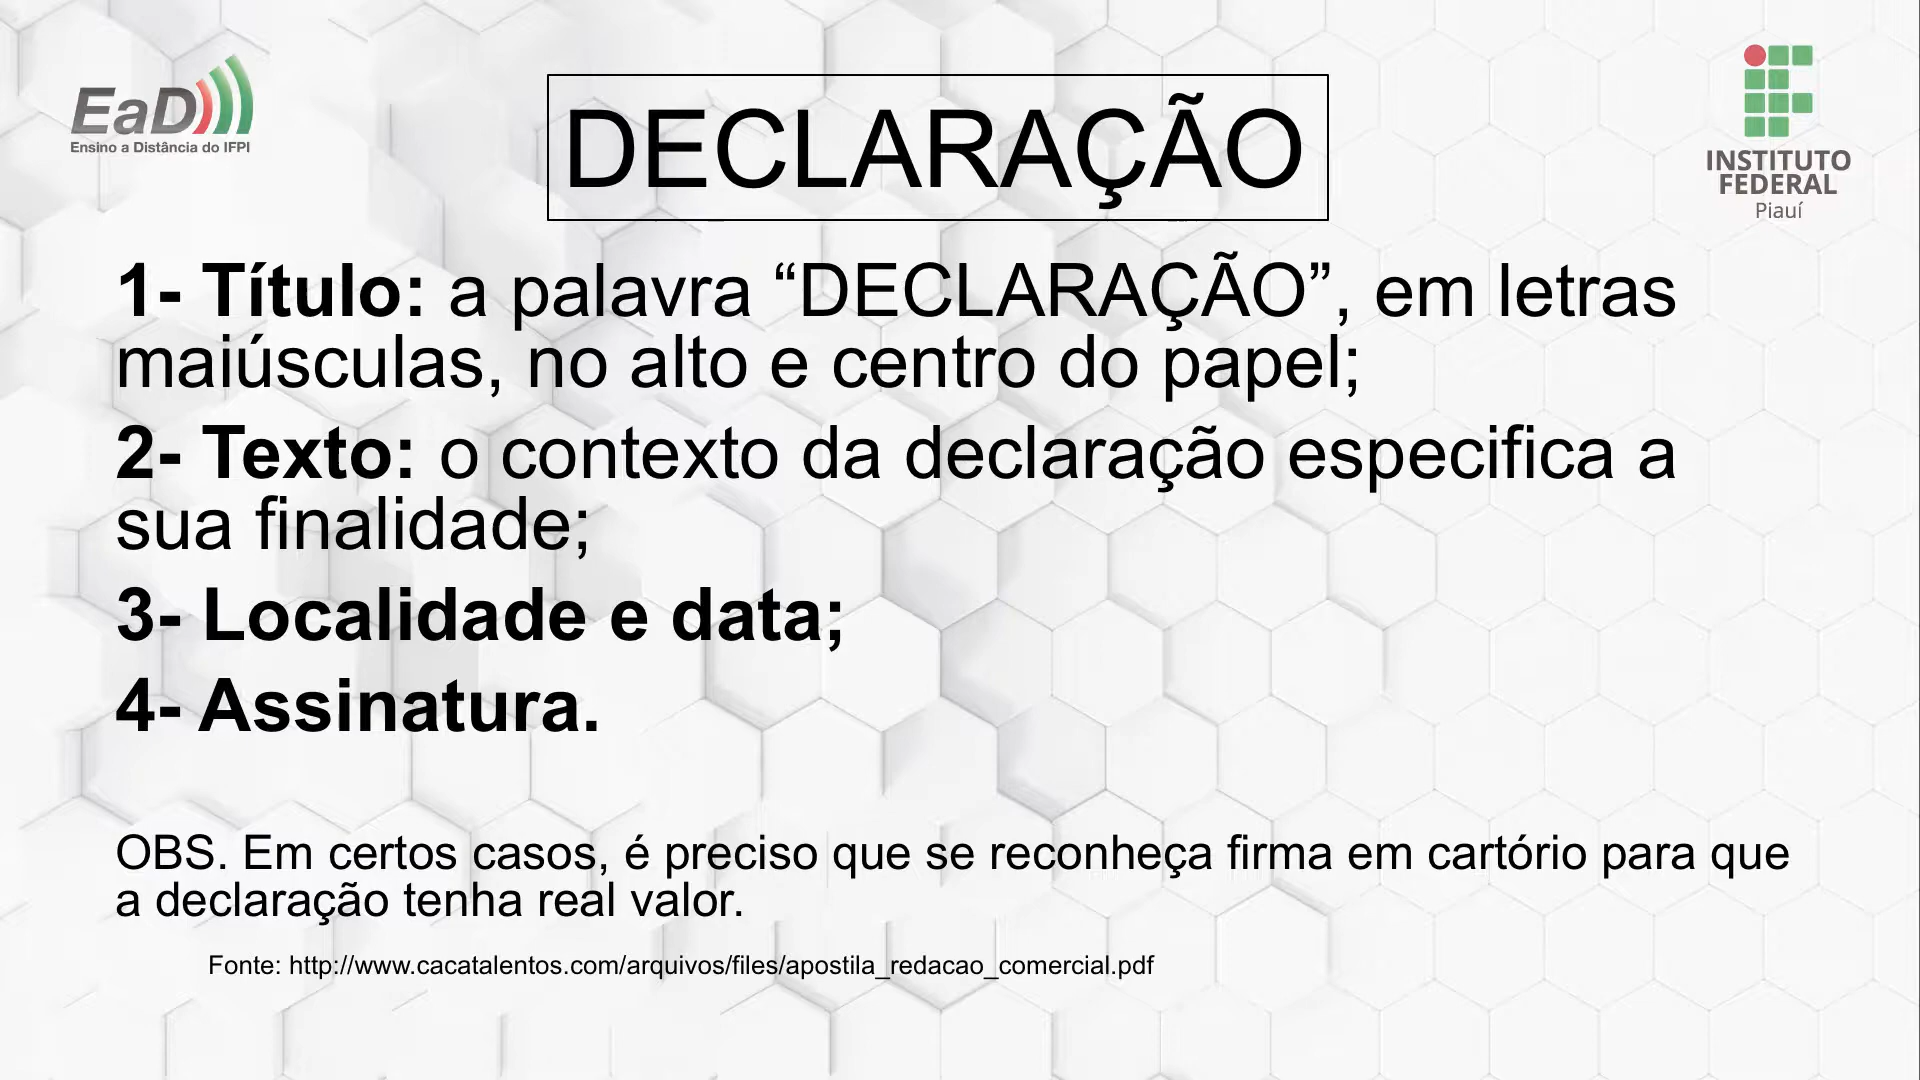 EaD
Ensino a Distância do IFPI
DECLARAÇÃO
INSTITUTO
FEDERAL
Piauí
1- Título: a palavra “DECLARAÇÃO”, em letras
maiúsculas, no alto e centro do papel;
2- Texto: o contexto da declaração especifica a
sua finalidade;
3- Localidade e data;
4- Assinatura.
OBS. Em certos casos, é preciso que se reconheça firma em cartório para que
a declaração tenha real valor.
Fonte: http://www.cacatalentos.com/arquivos/files/apostila_redacao_comercial.pdf